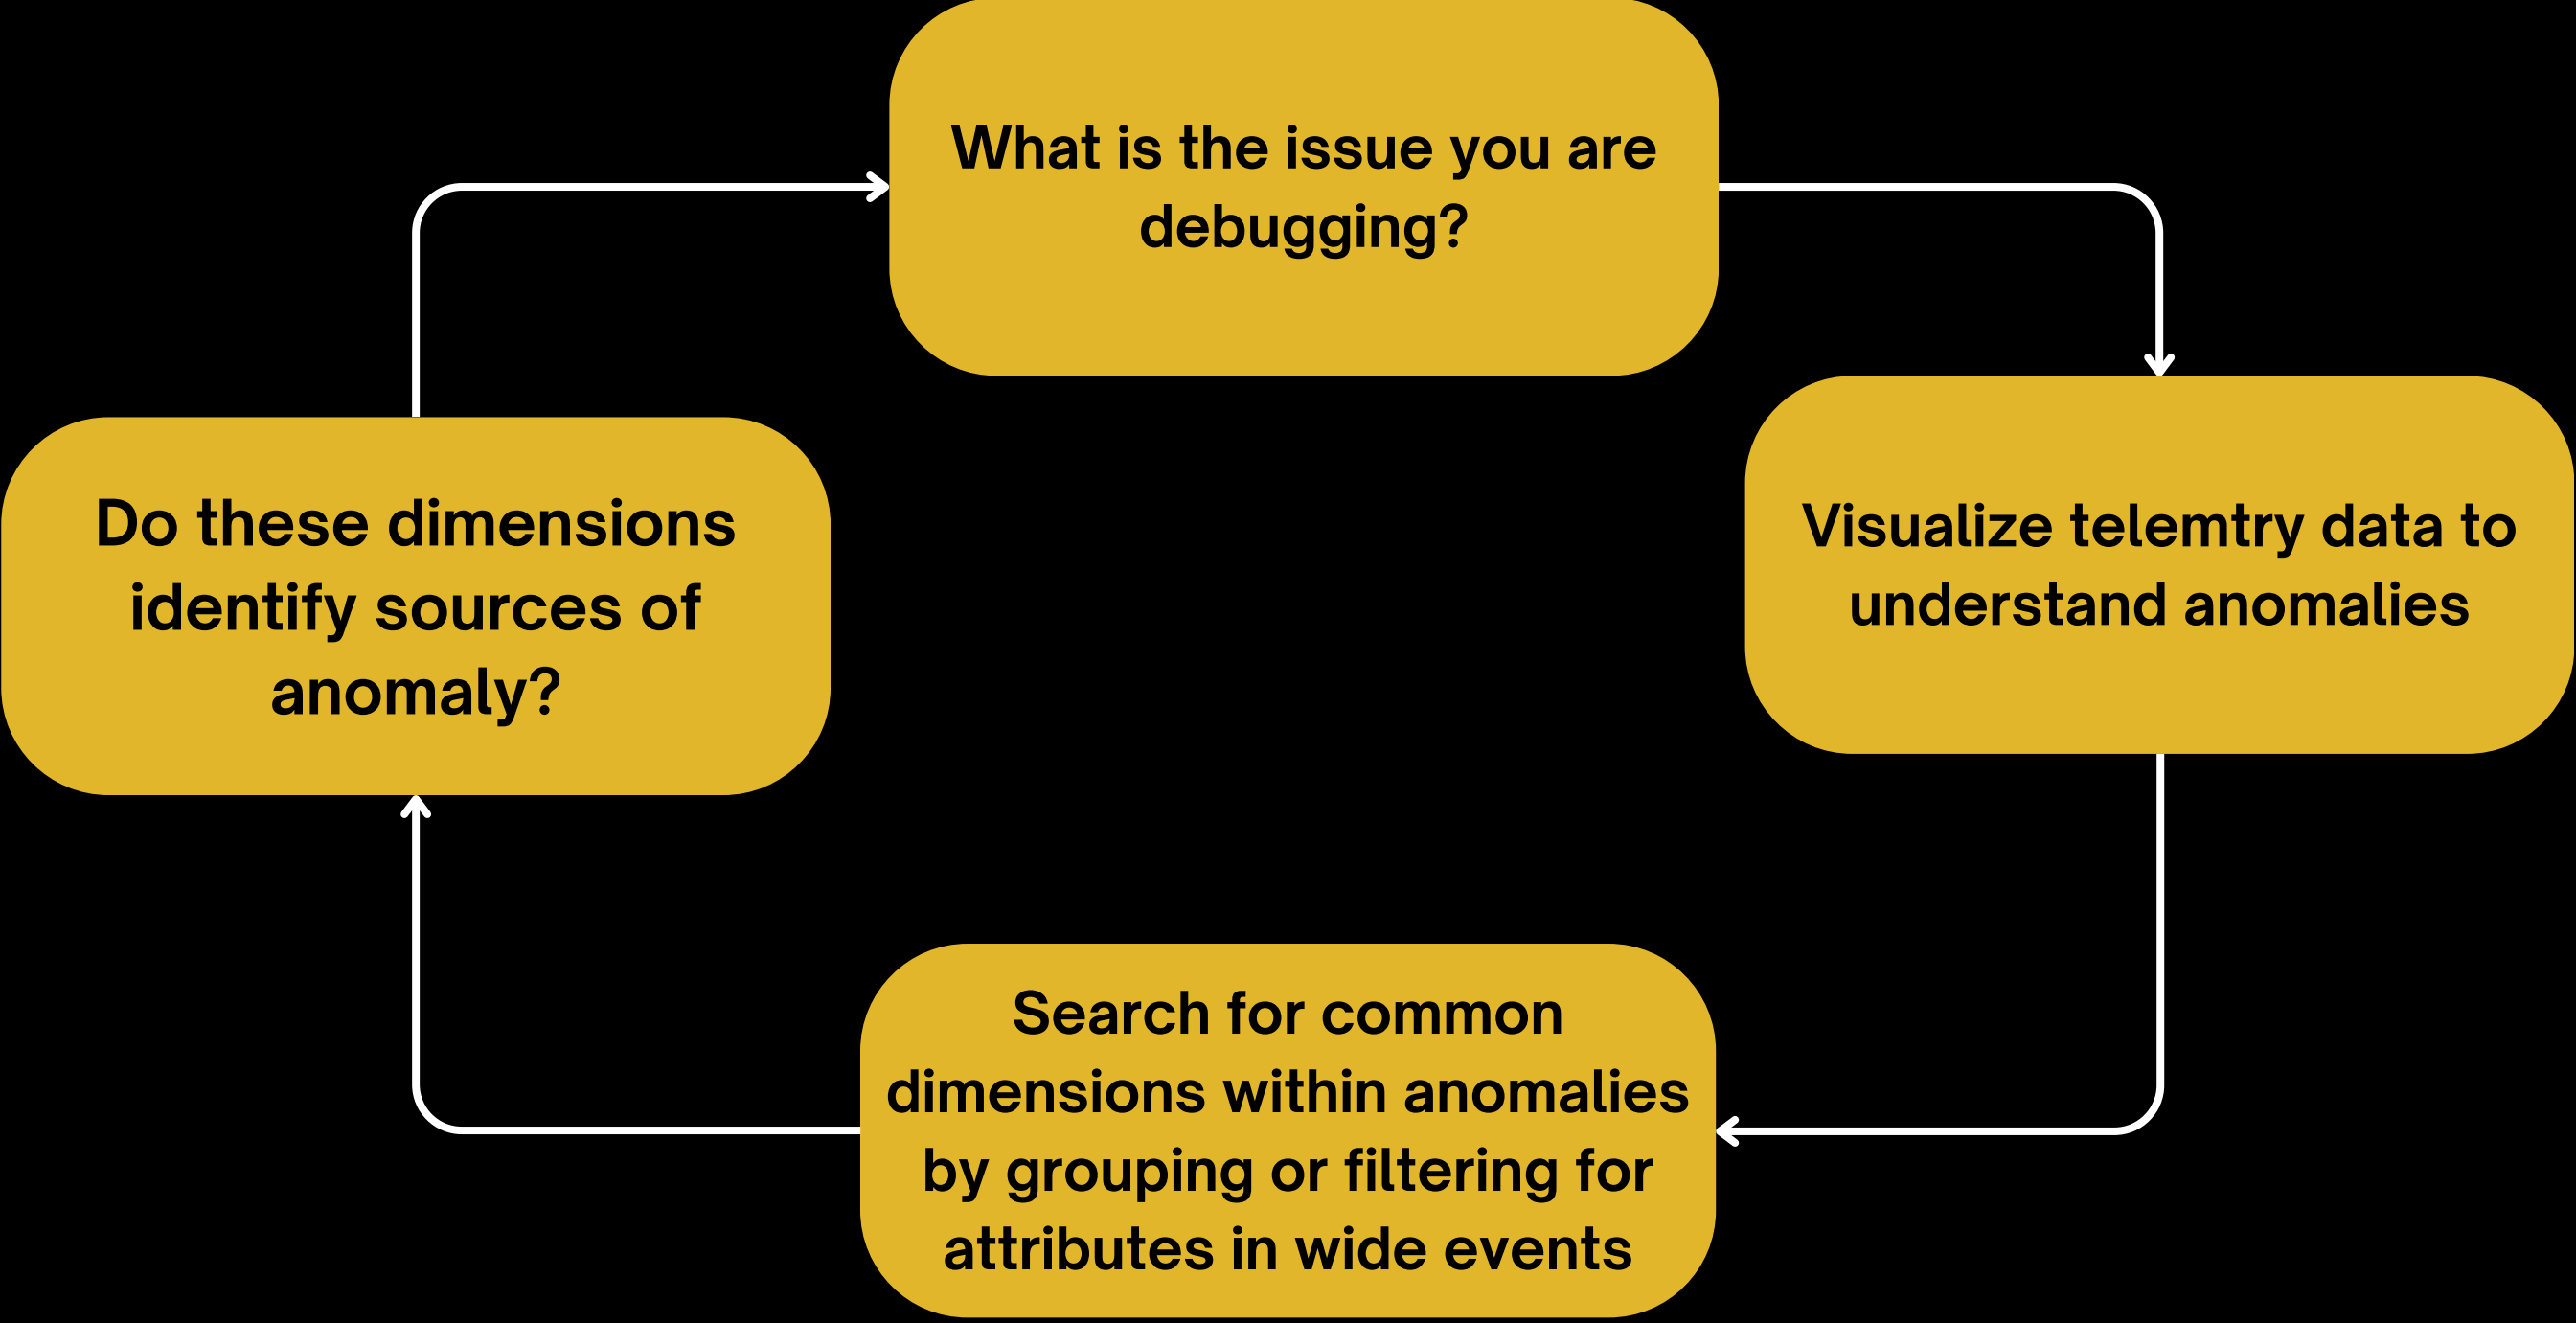 What is the issue you are
debugging?
Visualize telemtry data to
understand anomalies
Search for common
dimensions within anomalies
by grouping or filtering for
attributes in wide events
Do these dimensions
identify sources of
anomaly?